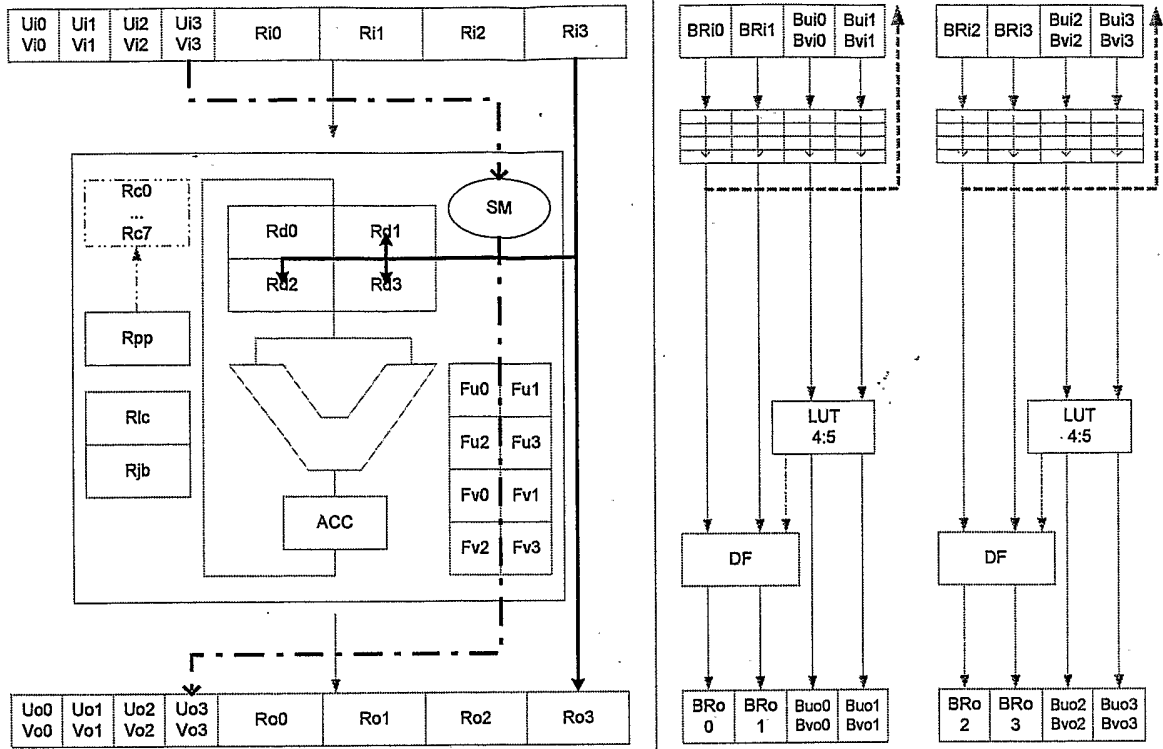 Ui0 Ui1 Ui2 Ui3
Vi0 Vi1 Vi2 Vi3
Ri0 Ri1 Ri2 Ri3
BRi0 BRi1
Bui0 Bui1
Bvi0 Bvi1
BRi2 BRi3
Bui2 Bui3
Bvi2 Bvi3
Rc0
...
Rc7
SM
Rd0 Rd1
Rd2 Rd3
Rpp
Rlc
Rjb
Fu0 Fu1
Fu2 Fu3
Fv0 Fv1
Fv2 Fv3
ACC
LUT
4:5
LUT
4:5
DF
DF
Uo0 Uo1 Uo2 Uo3
Vo0 Vo1 Vo2 Vo3
Ro0 Ro1 Ro2 Ro3
BRo BRo
0 1
Buo0 Buo1
Bvo0 Bvo1
BRo BRo
2 3
Buo2 Buo3
Bvo2 Bvo3